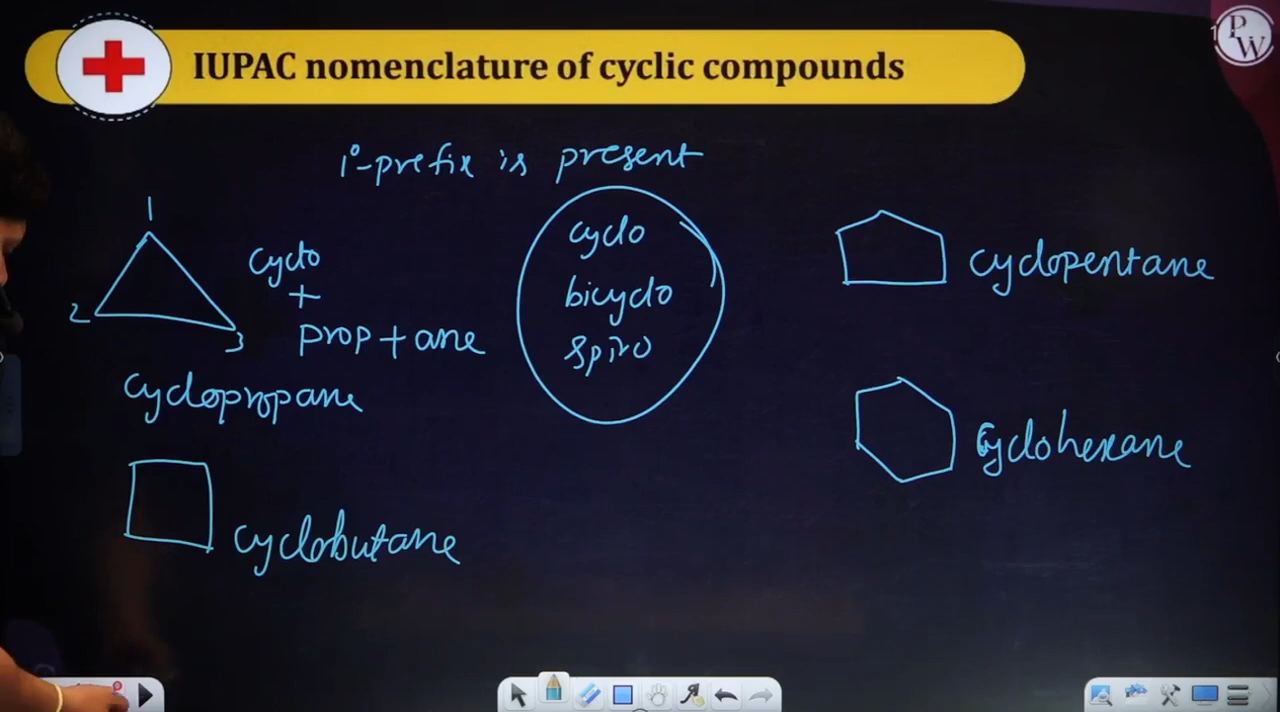 IUPAC nomenclature of cyclic compounds
PW
1°-prefix is present
1
2
3
cyclo
+
prop + ane
cyclopropane
cyclo
bicyclo
spiro
cyclopentane
cyclohexane
cyclobutane